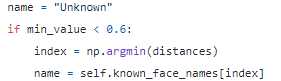 name = "Unknown"
if min_value < 0.6:
    index = np.argmin(distances)
    name = self.known_face_names[index]